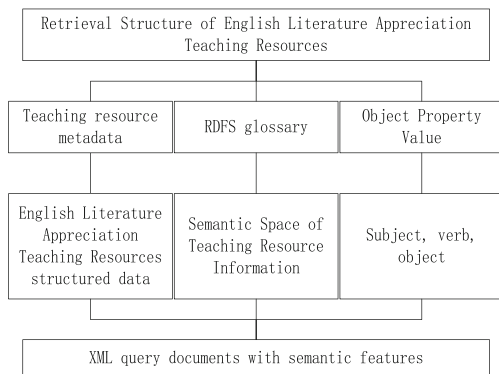 Retrieval Structure of English Literature Appreciation
Teaching Resources
Teaching resource
metadata
RDFS glossary
Object Property
Value
English Literature
Appreciation
Teaching Resources
structured data
Semantic Space of
Teaching Resource
Information
Subject, verb,
object
XML query documents with semantic features